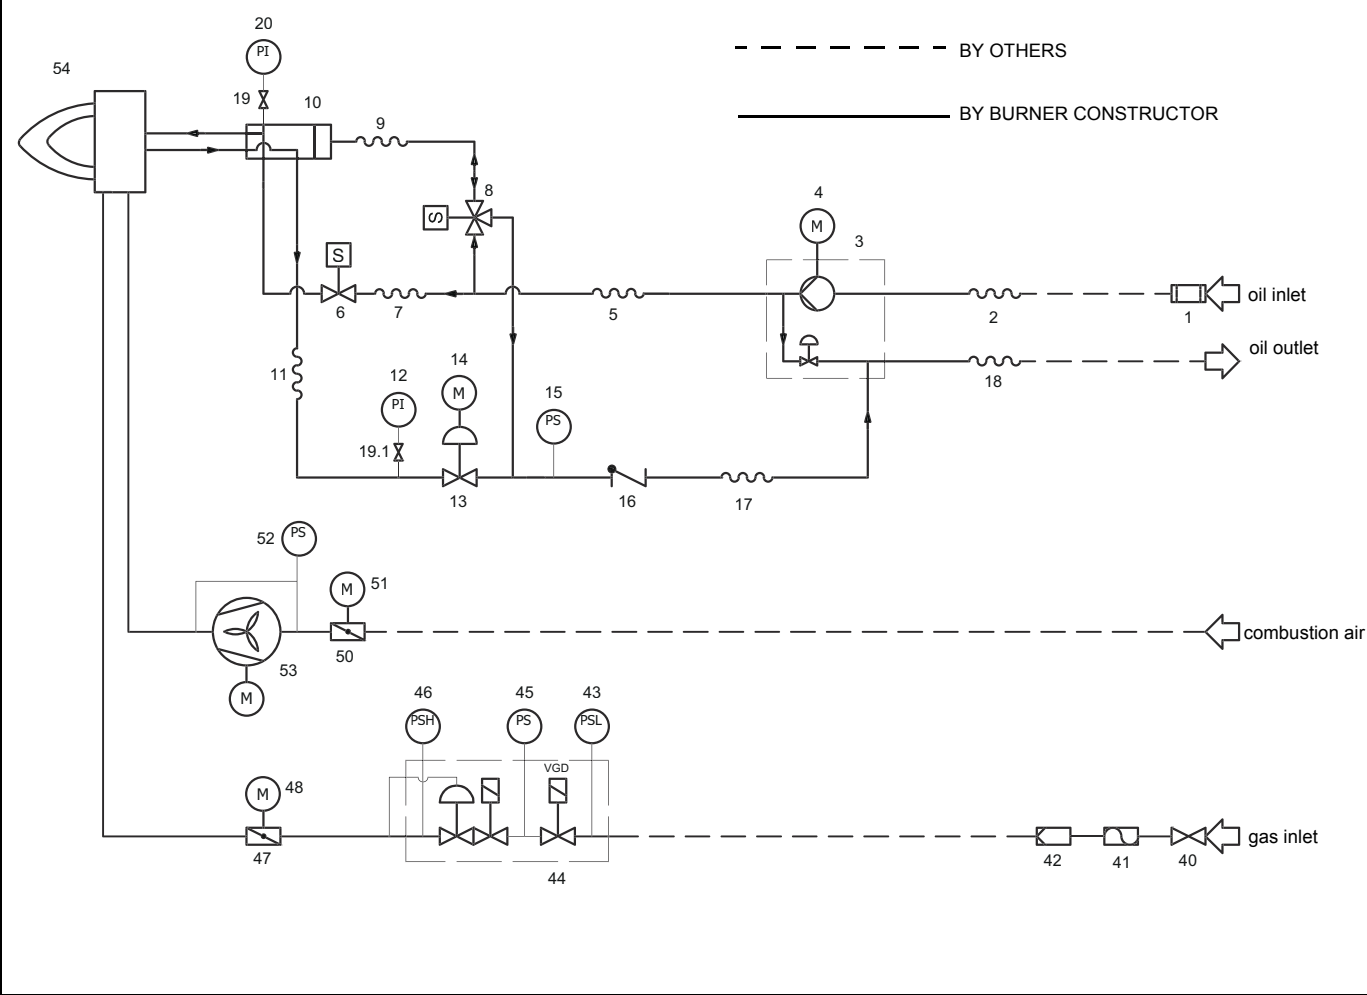 20
PI
54
19
10
9
BY OTHERS
BY BURNER CONSTRUCTOR
8
S
4
M
3
S
6
7
5
2
1
oil inlet
oil outlet
18
11
12
PI
19.1
14
M
13
15
PS
16
17
52
PS
M
51
50
53
M
combustion air
46
PSH
45
PS
43
PSL
VGD
M
48
47
44
42
41
40
gas inlet